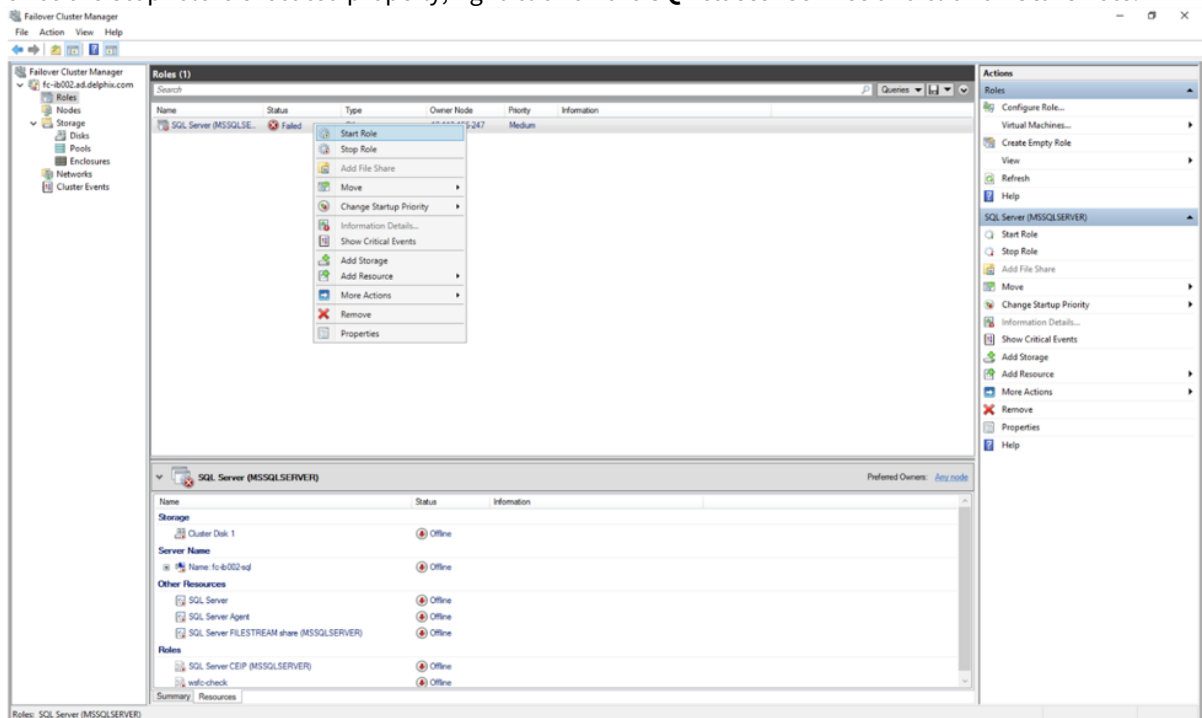 Failover Cluster Manager
File Action View Help
Failover Cluster Manager
fc-ib002.ad.delphix.com
Roles
Nodes
Storage
Disks
Pools
Enclosures
Networks
Cluster Events
Roles (1)
Search
Queries
Name Status Type Owner Node Priority Information
SQL Server (MSSQLSE... Failed Medium
Start Role
Stop Role
Add File Share
Move
Change Startup Priority
Information Details...
Show Critical Events
Add Storage
Add Resource
More Actions
Remove
Properties
SQL Server (MSSQLSERVER)
Preferred Owners: Any node
Name Status Information
Storage
Cluster Disk 1 Offline
Server Name
Name: fc-ib002-sql Offline
Other Resources
SQL Server Offline
SQL Server Agent Offline
SQL Server FILESTREAM share (MSSQLSERVER) Offline
Roles
SQL Server CEIP (MSSQLSERVER) Offline
wsfc-check Offline
Summary Resources
Roles: SQL Server (MSSQLSERVER)
Actions
Roles
Configure Role...
Virtual Machines...
Create Empty Role
View
Refresh
Help
SQL Server (MSSQLSERVER)
Start Role
Stop Role
Add File Share
Move
Change Startup Priority
Information Details...
Show Critical Events
Add Storage
Add Resource
More Actions
Remove
Properties
Help